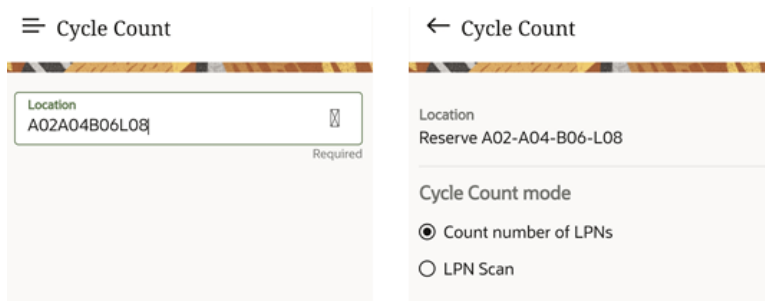 Cycle Count
Location
A02A04B06L08
Required
Cycle Count
Location
Reserve A02-A04-B06-L08
Cycle Count mode
Count number of LPNs
LPN Scan